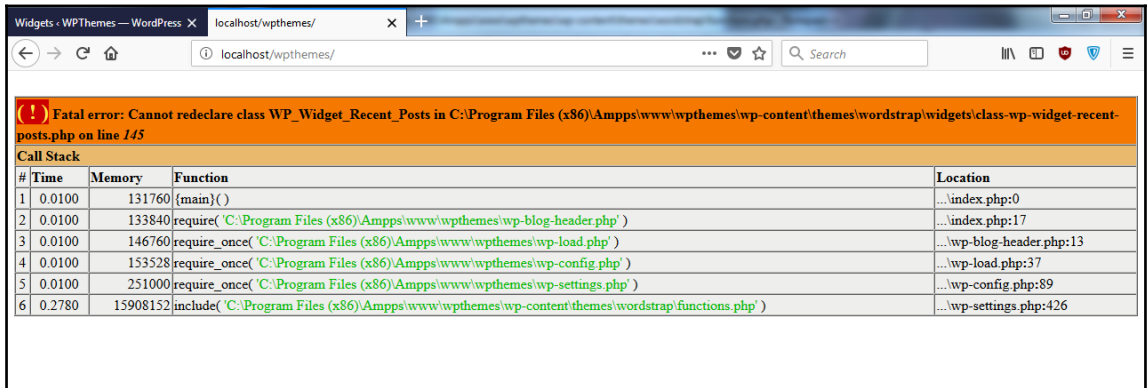 Widgets ‹ WPThemes — WordPress
localhost/wpthemes/
localhost/wpthemes/
Search
( ! ) Fatal error: Cannot redeclare class WP_Widget_Recent_Posts in C:\Program Files (x86)\Ampps\www\wpthemes\wp-content\themes\wordstrap\widgets\class-wp-widget-recent-
posts.php on line 145
Call Stack
# Time Memory Function Location
1 0.0100 131760 {main}( ) ...\index.php:0
2 0.0100 133840 require( 'C:\Program Files (x86)\Ampps\www\wpthemes\wp-blog-header.php' ) ...\index.php:17
3 0.0100 146760 require_once( 'C:\Program Files (x86)\Ampps\www\wpthemes\wp-load.php' ) ...\wp-blog-header.php:13
4 0.0100 153528 require_once( 'C:\Program Files (x86)\Ampps\www\wpthemes\wp-config.php' ) ...\wp-load.php:37
5 0.0100 251000 require_once( 'C:\Program Files (x86)\Ampps\www\wpthemes\wp-settings.php' ) ...\wp-config.php:89
6 0.2780 15908152 include( 'C:\Program Files (x86)\Ampps\www\wpthemes\wp-content\themes\wordstrap\functions.php' ) ...\wp-settings.php:426